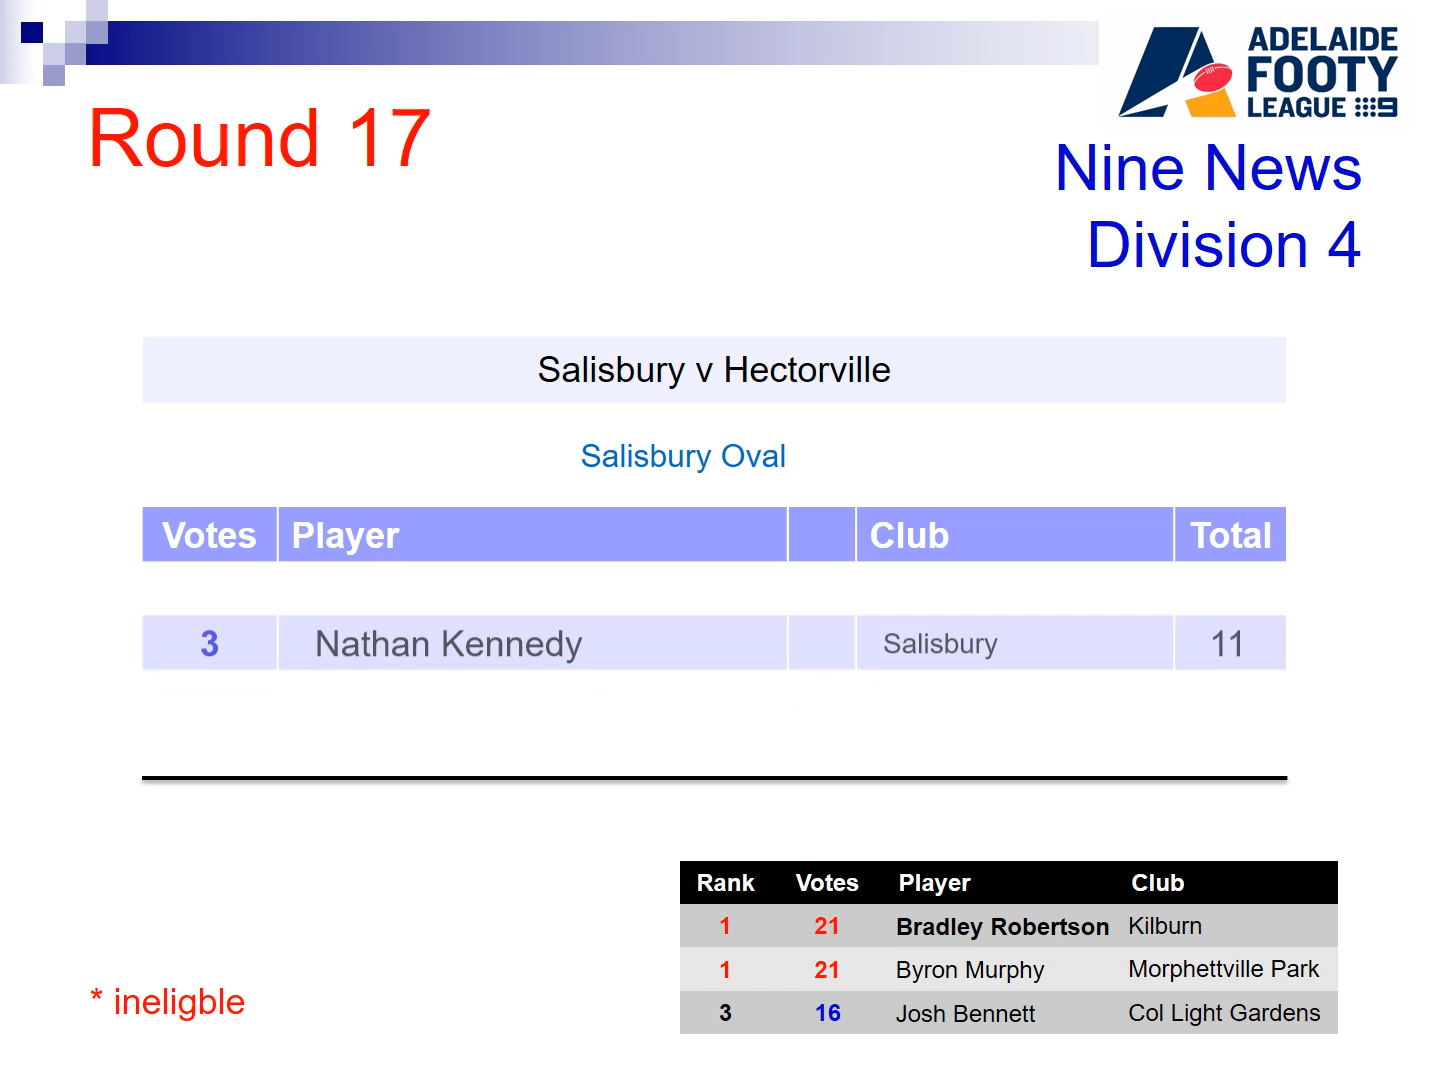 ADELAIDE
FOOTY
LEAGUE 9
Round 17
Nine News
Division 4
Salisbury v Hectorville
Salisbury Oval
Votes Player Club Total
3 Nathan Kennedy Salisbury 11
Rank Votes Player Club
1 21 Bradley Robertson Kilburn
1 21 Byron Murphy Morphettville Park
3 16 Josh Bennett Col Light Gardens
* ineligble